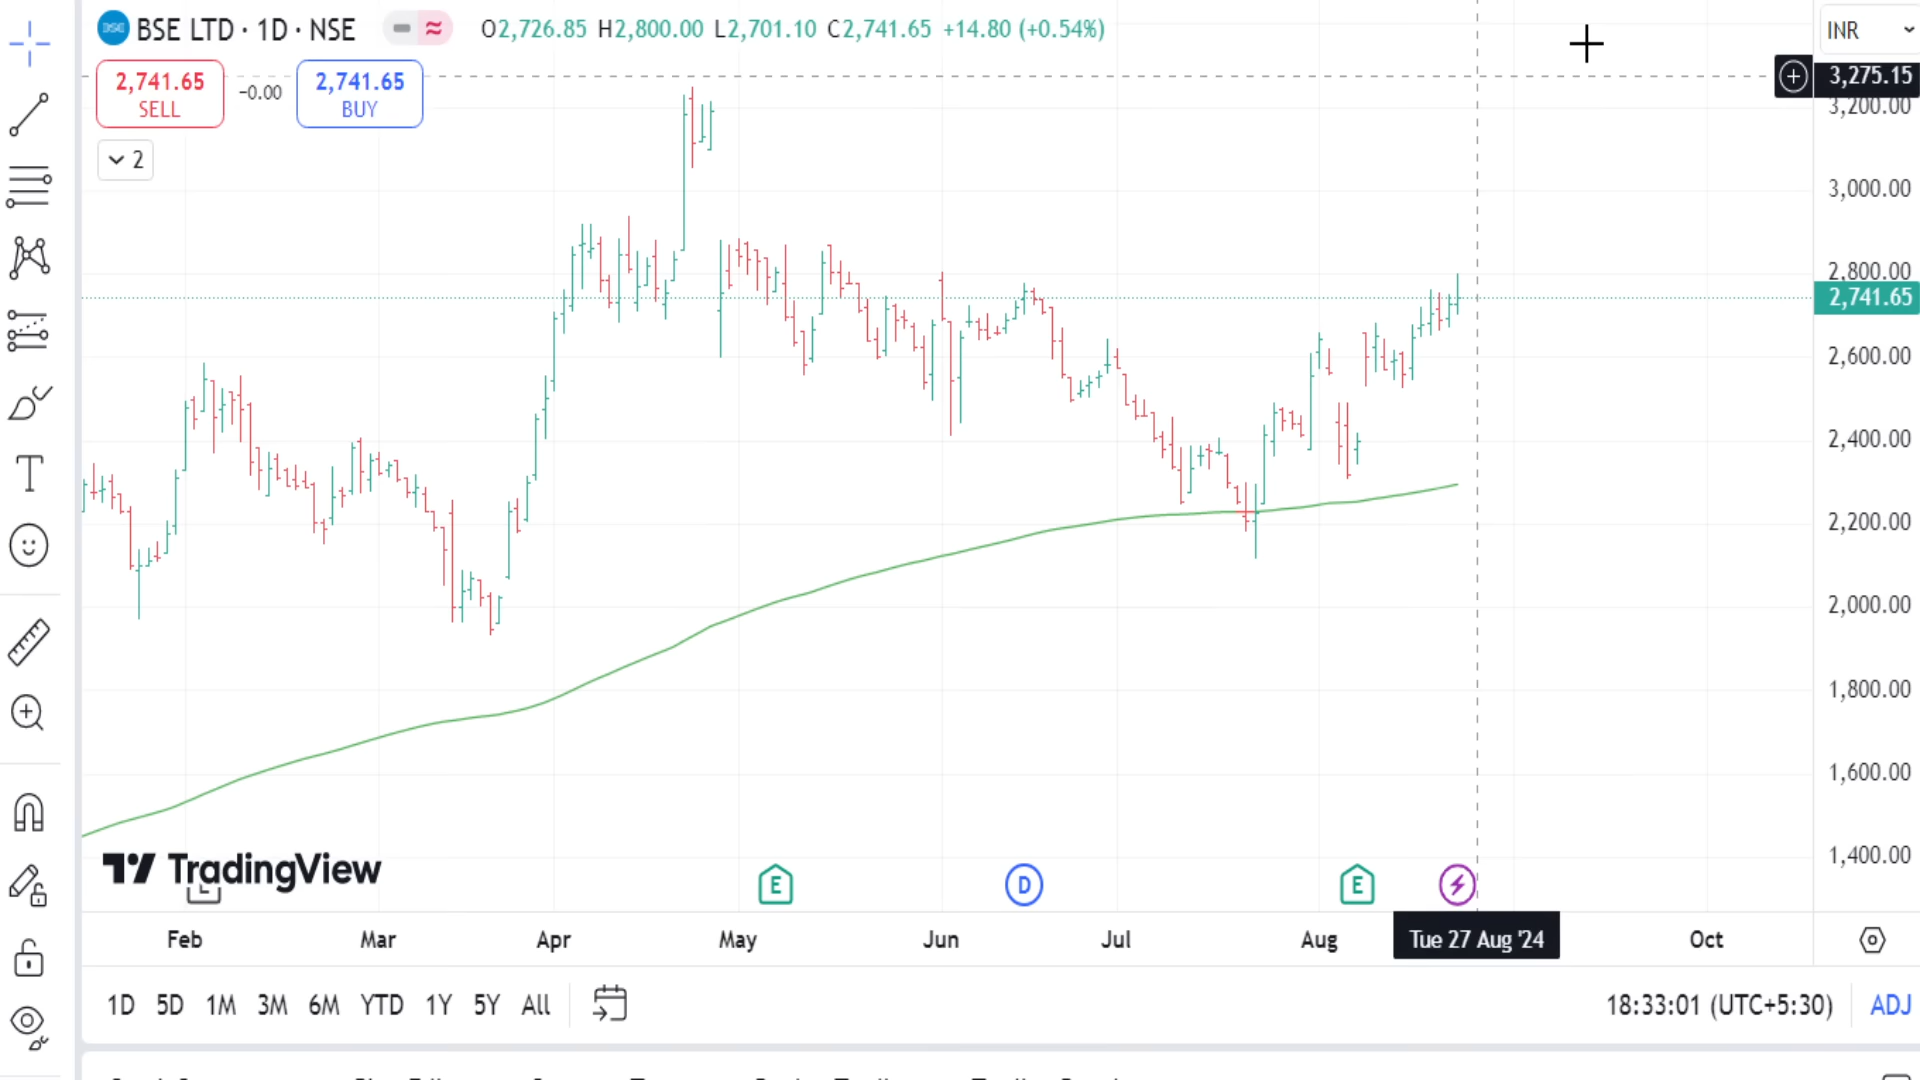 BSE LTD · 1D · NSE
O2,726.85 H2,800.00 L2,701.10 C2,741.65 +14.80 (+0.54%)
INR
2,741.65
SELL
−0.00
2,741.65
BUY
2
3,275.15
3,200.00
3,000.00
2,800.00
2,741.65
2,600.00
2,400.00
2,200.00
2,000.00
1,800.00
1,600.00
1,400.00
TradingView
E
D
E
Feb Mar Apr May Jun Jul Aug Tue 27 Aug '24 Oct
1D 5D 1M 3M 6M YTD 1Y 5Y All
18:33:01 (UTC+5:30) ADJ